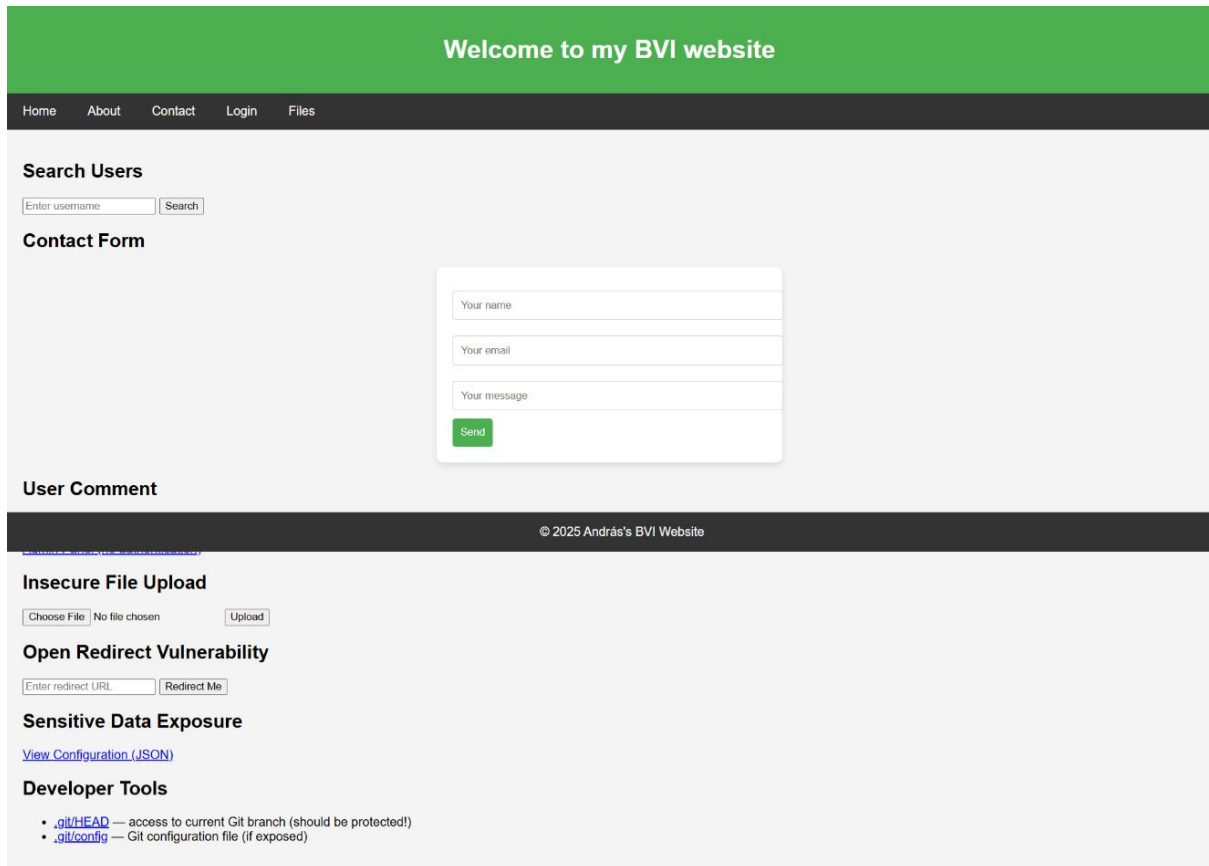 Welcome to my BVI website
Home About Contact Login Files
Search Users
Enter username Search
Contact Form
Your name
Your email
Your message
Send
User Comment
© 2025 András's BVI Website
Insecure File Upload
Choose File No file chosen Upload
Open Redirect Vulnerability
Enter redirect URL Redirect Me
Sensitive Data Exposure
View Configuration (JSON)
Developer Tools
• .git/HEAD — access to current Git branch (should be protected!)
• .git/config — Git configuration file (if exposed)